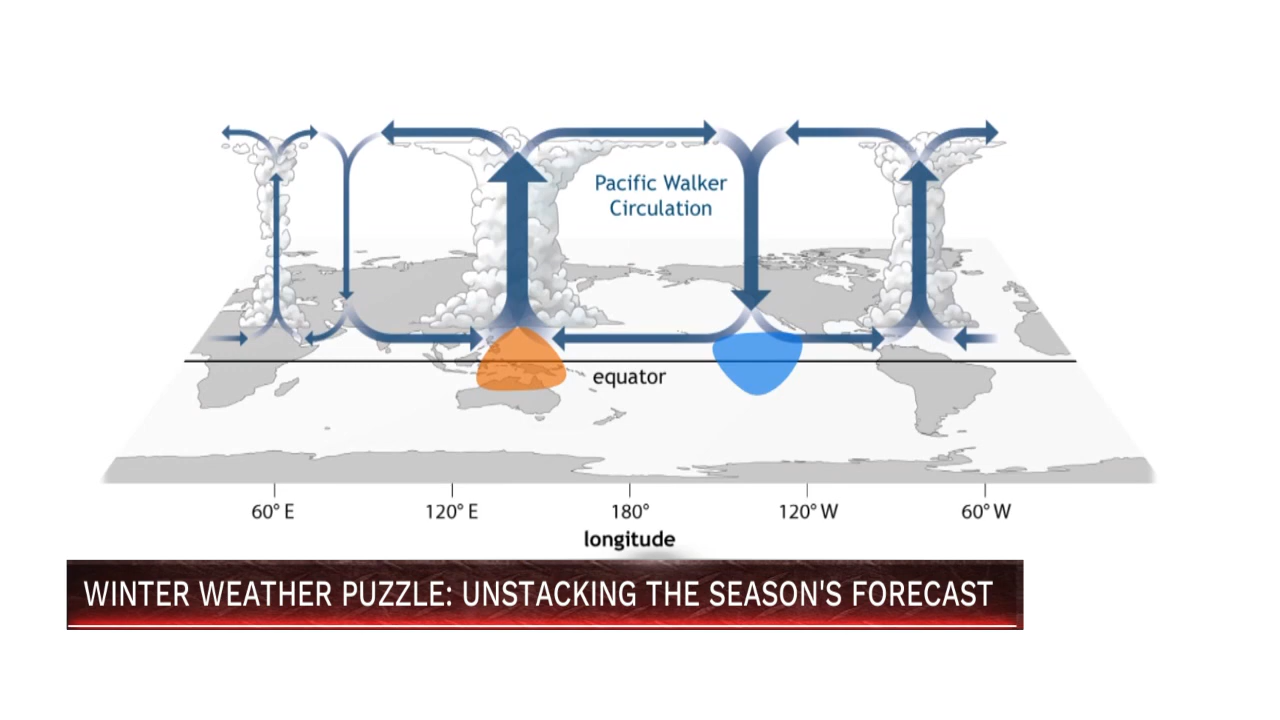 Pacific Walker
Circulation
equator
60° E
120° E
180°
120° W
60° W
longitude
WINTER WEATHER PUZZLE: UNSTACKING THE SEASON'S FORECAST